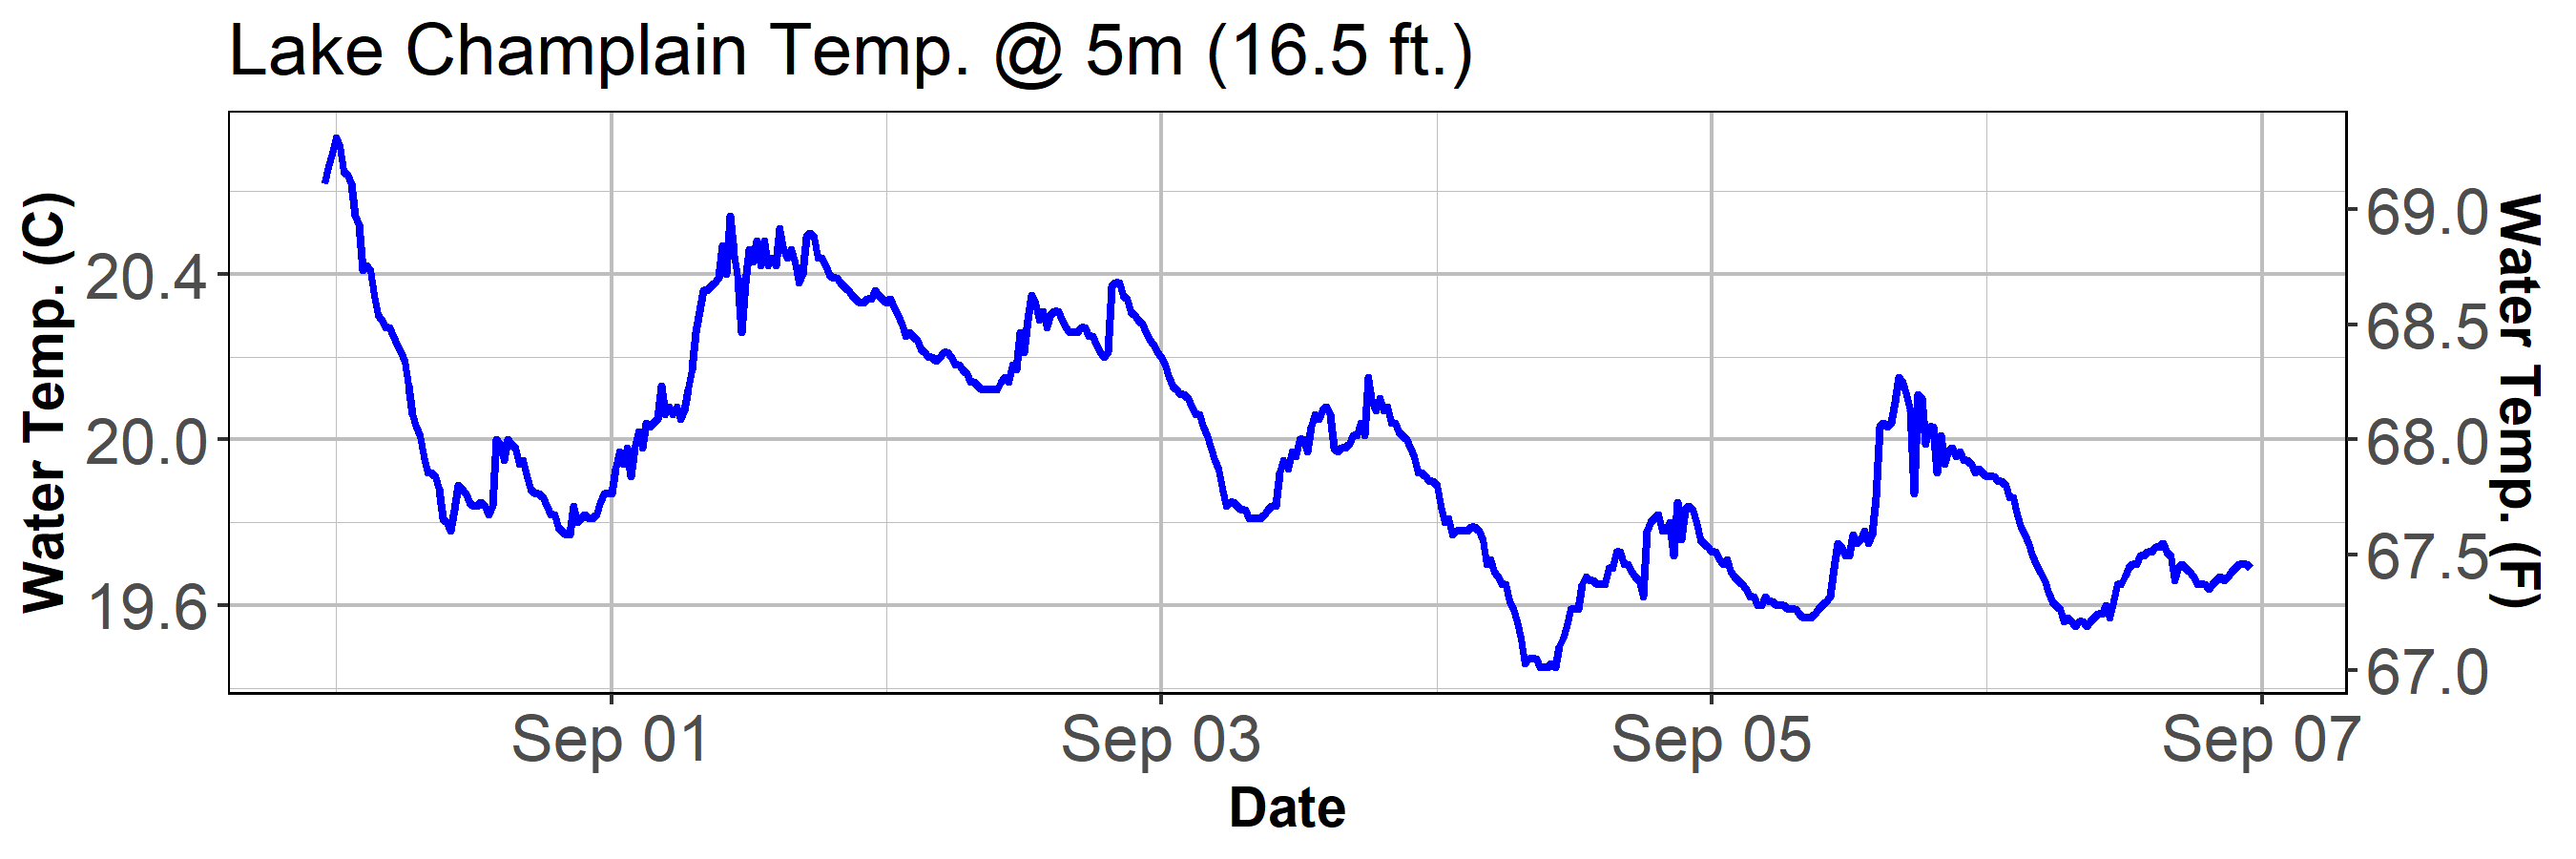 Lake Champlain Temp. @ 5m (16.5 ft.)
Water Temp. (C)
20.4
20.0
19.6
69.0
68.5
68.0
67.5
67.0
Water Temp. (F)
Sep 01
Sep 03
Sep 05
Sep 07
Date